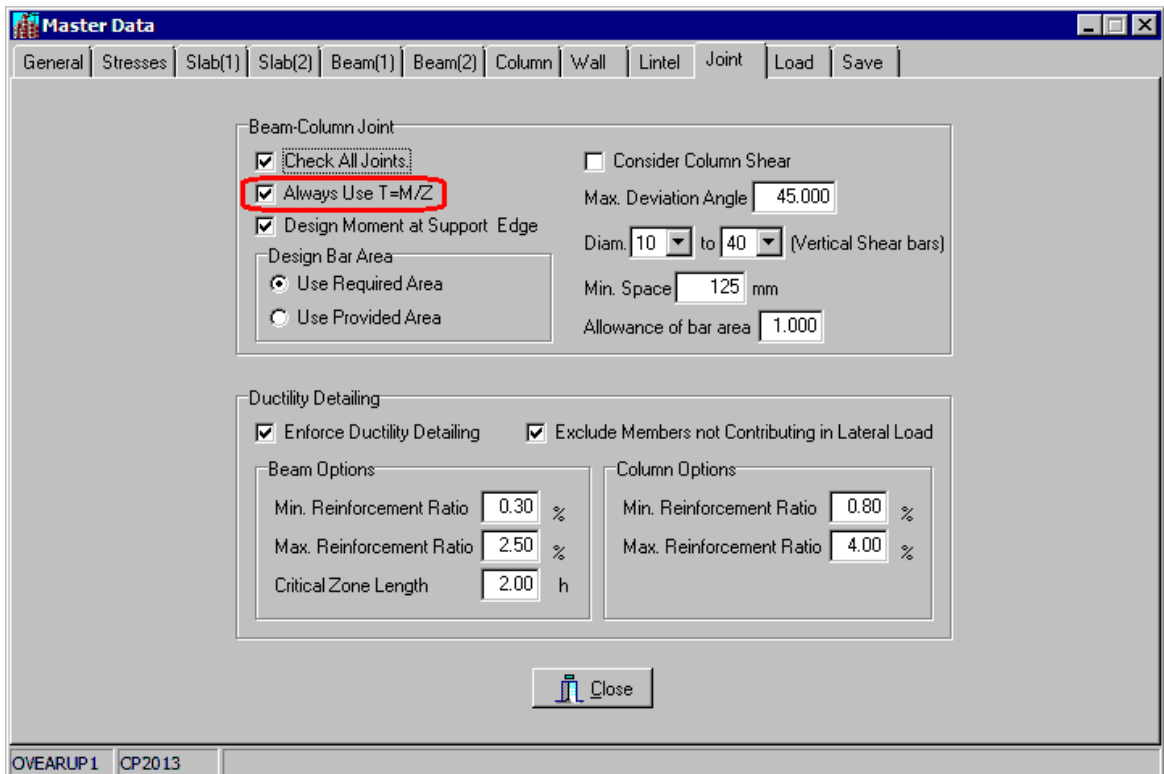 Master Data
General Stresses Slab(1) Slab(2) Beam(1) Beam(2) Column Wall Lintel Joint Load Save
Beam-Column Joint
Check All Joints.
Always Use T=M/Z
Design Moment at Support Edge
Design Bar Area
Use Required Area
Use Provided Area
Consider Column Shear
Max. Deviation Angle 45.000
Diam. 10 to 40 (Vertical Shear bars)
Min. Space 125 mm
Allowance of bar area 1.000
Ductility Detailing
Enforce Ductility Detailing
Exclude Members not Contributing in Lateral Load
Beam Options
Min. Reinforcement Ratio 0.30 %
Max. Reinforcement Ratio 2.50 %
Critical Zone Length 2.00 h
Column Options
Min. Reinforcement Ratio 0.80 %
Max. Reinforcement Ratio 4.00 %
Close
OVEARUP1 CP2013